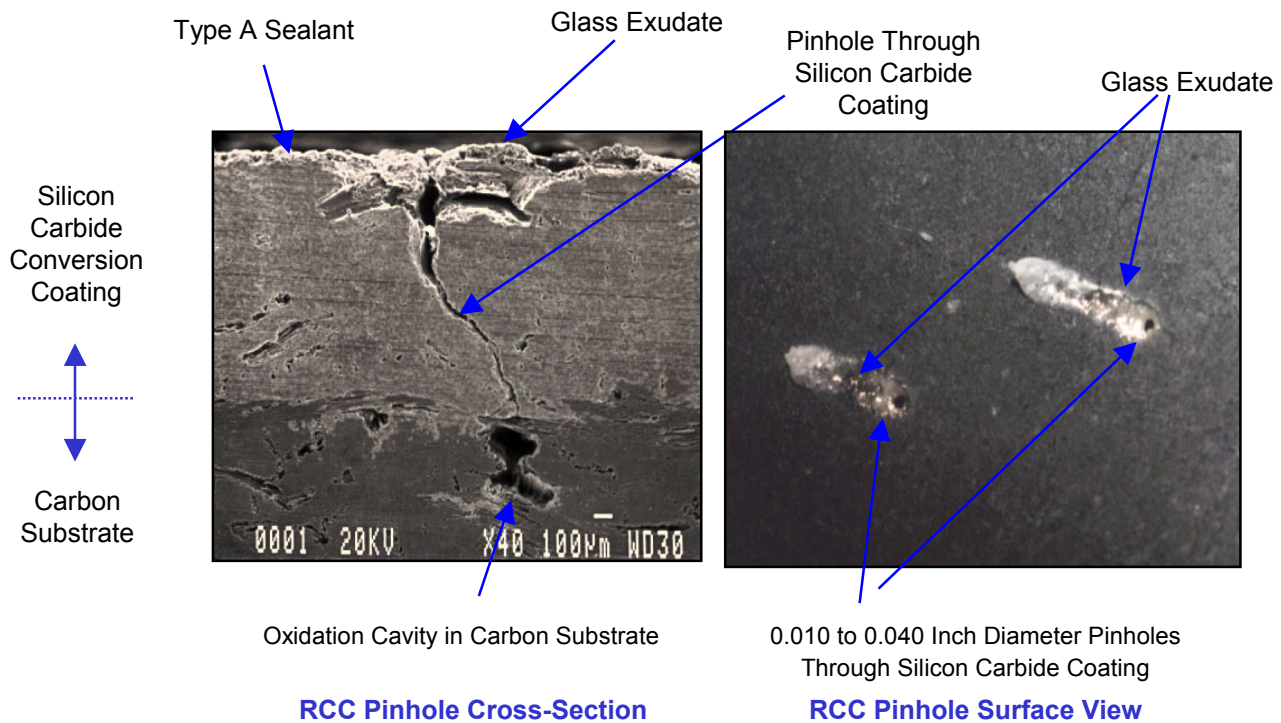 Type A Sealant
Glass Exudate
Pinhole Through
Silicon Carbide
Coating
Glass Exudate
Silicon
Carbide
Conversion
Coating
Carbon
Substrate
0001 20KV X40 100µm WD30
Oxidation Cavity in Carbon Substrate
0.010 to 0.040 Inch Diameter Pinholes
Through Silicon Carbide Coating
RCC Pinhole Cross-Section
RCC Pinhole Surface View